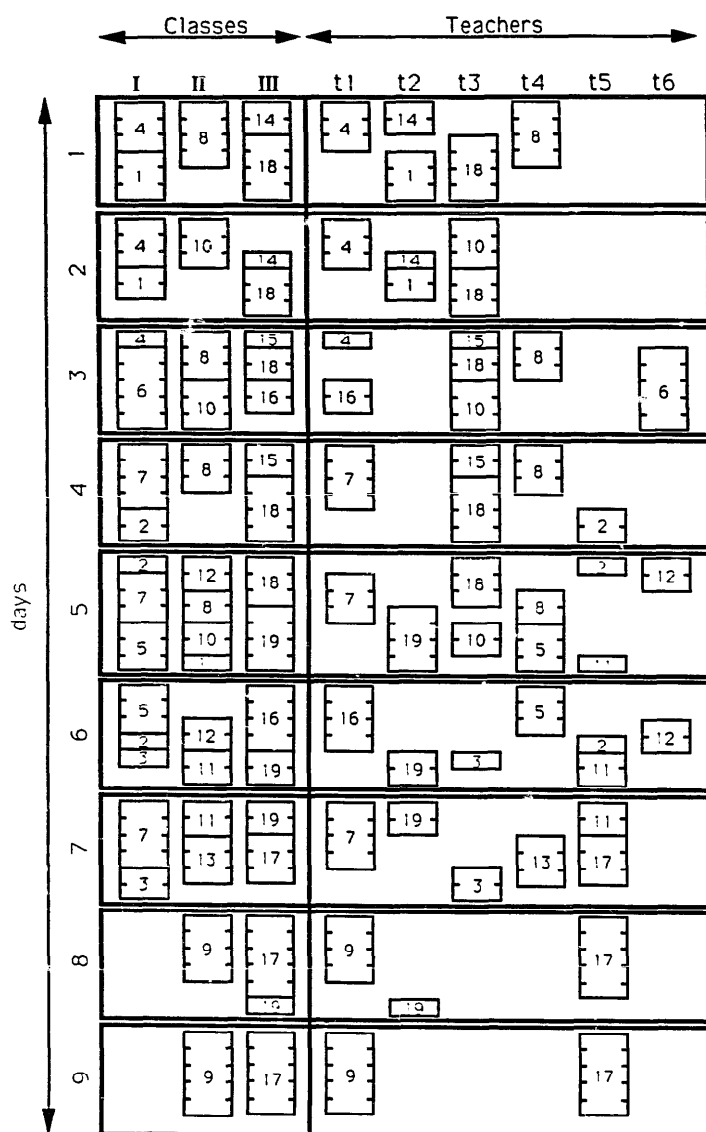 Classes Teachers
I II III t1 t2 t3 t4 t5 t6
days
1
4 8 14 4 14 8
1 18 1 18
2
4 10 14 4 14 10
1 18 1 18
3
4 8 15 4 15 8
6 10 18 16 18 6
16 10
4
7 8 15 7 15 8
2 18 18 2
5
2 12 18 18 12
7 8 7 8
5 10 19 19 10 5 11
6
5 16 16 5
2 12 2 12
3 11 19 19 3 11
7
7 11 19 7 19 11
3 13 17 3 13 17
8
9 17 9 17
19
9
9 17 9 17